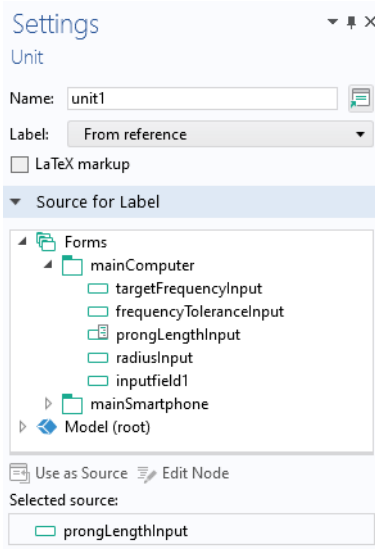 Settings
Unit
Name: unit1
Label: From reference
LaTeX markup
Source for Label
Forms
mainComputer
targetFrequencyInput
frequencyToleranceInput
prongLengthInput
radiusInput
inputfield1
mainSmartphone
Model (root)
Use as Source Edit Node
Selected source:
prongLengthInput